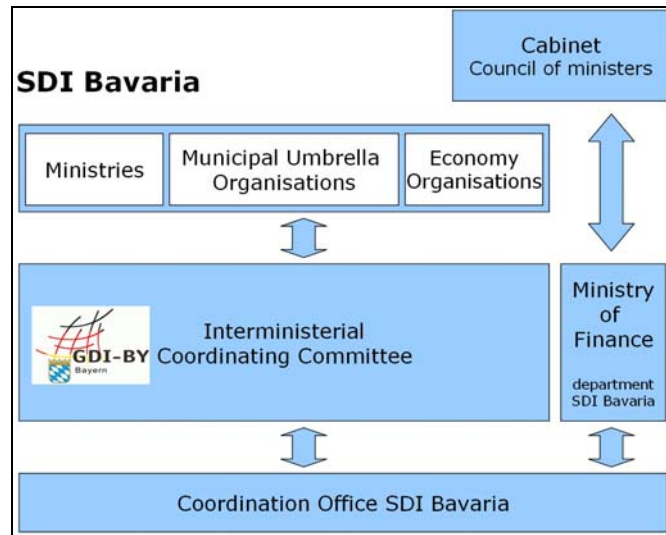 Cabinet
Council of ministers
SDI Bavaria
Ministries
Municipal Umbrella
Organisations
Economy
Organisations
GDI-BY
Bayern
Interministerial
Coordinating Committee
Ministry
of
Finance
department
SDI Bavaria
Coordination Office SDI Bavaria